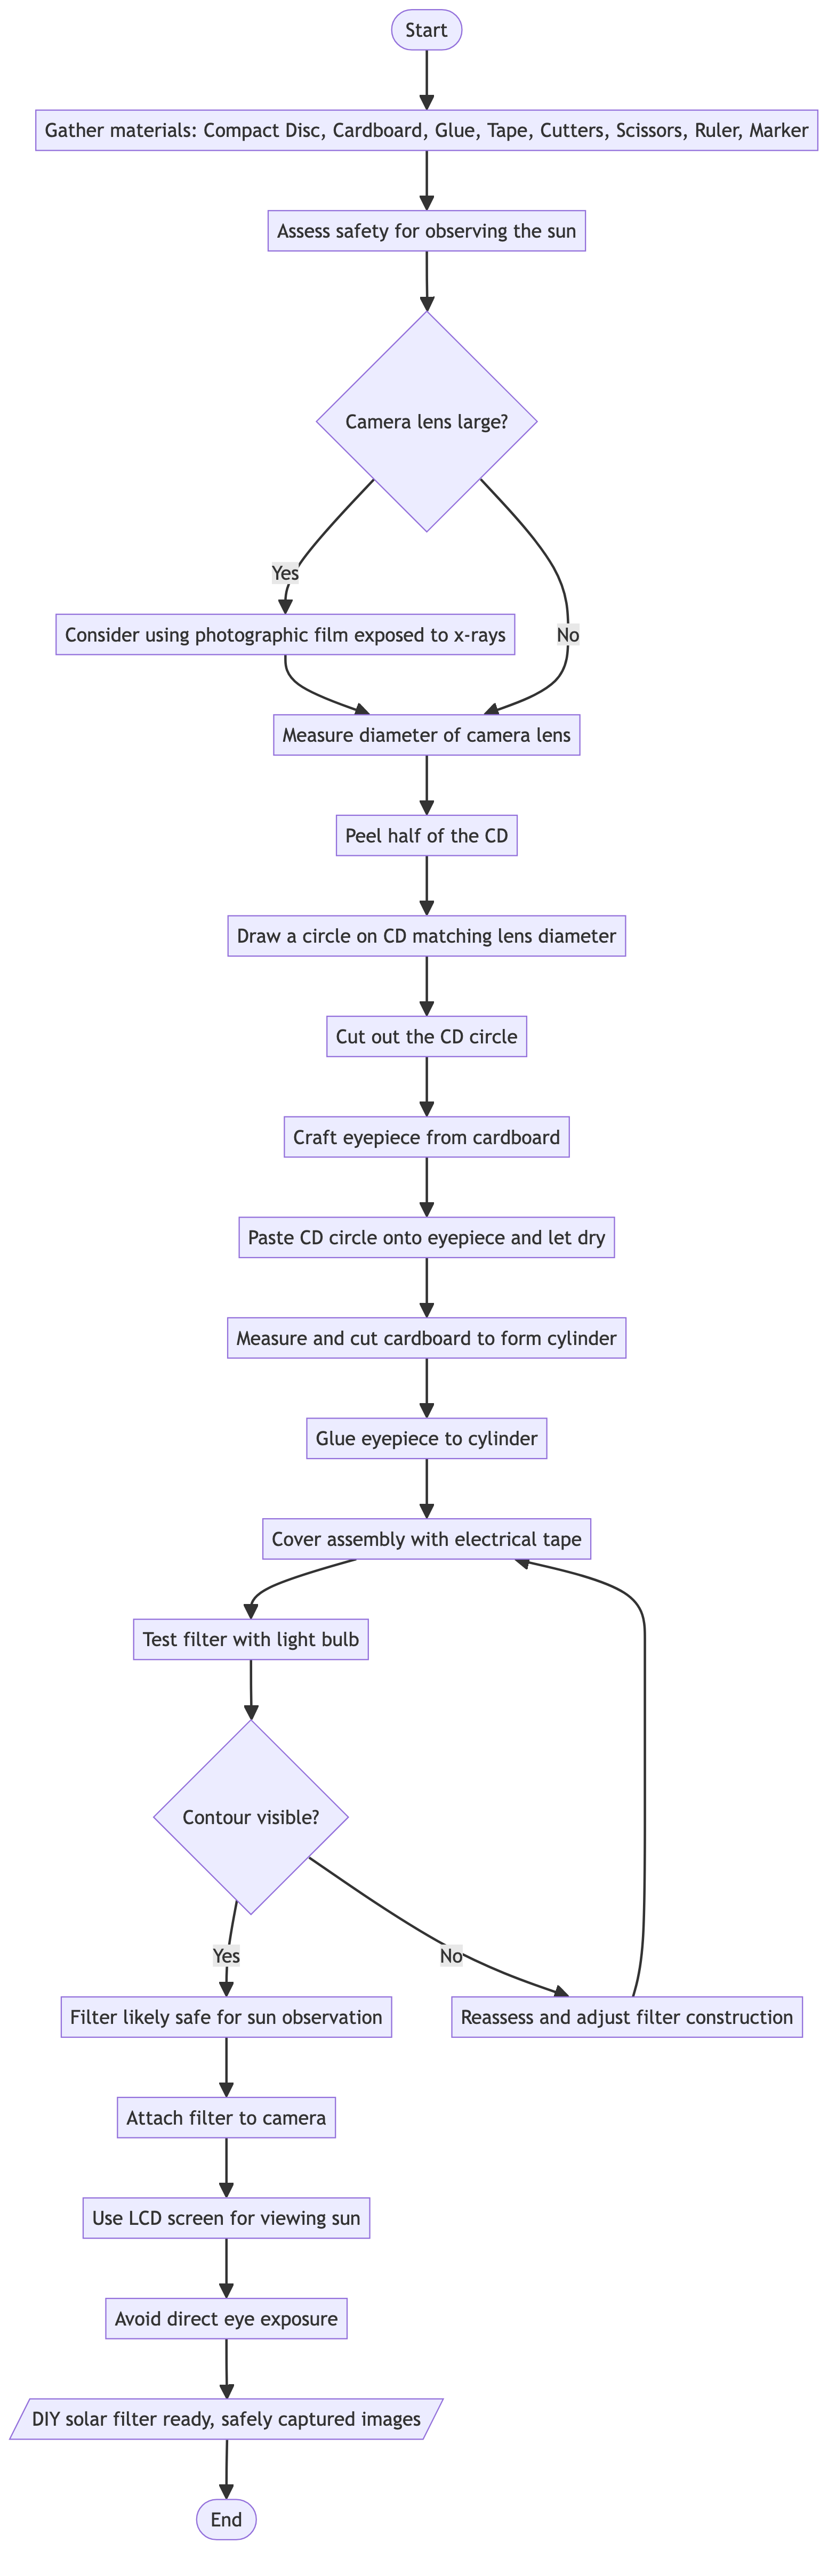 Start
Gather materials: Compact Disc, Cardboard, Glue, Tape, Cutters, Scissors, Ruler, Marker
Assess safety for observing the sun
Camera lens large?
Yes
Consider using photographic film exposed to x-rays
No
Measure diameter of camera lens
Peel half of the CD
Draw a circle on CD matching lens diameter
Cut out the CD circle
Craft eyepiece from cardboard
Paste CD circle onto eyepiece and let dry
Measure and cut cardboard to form cylinder
Glue eyepiece to cylinder
Cover assembly with electrical tape
Test filter with light bulb
Contour visible?
Yes
No
Filter likely safe for sun observation
Reassess and adjust filter construction
Attach filter to camera
Use LCD screen for viewing sun
Avoid direct eye exposure
DIY solar filter ready, safely captured images
End